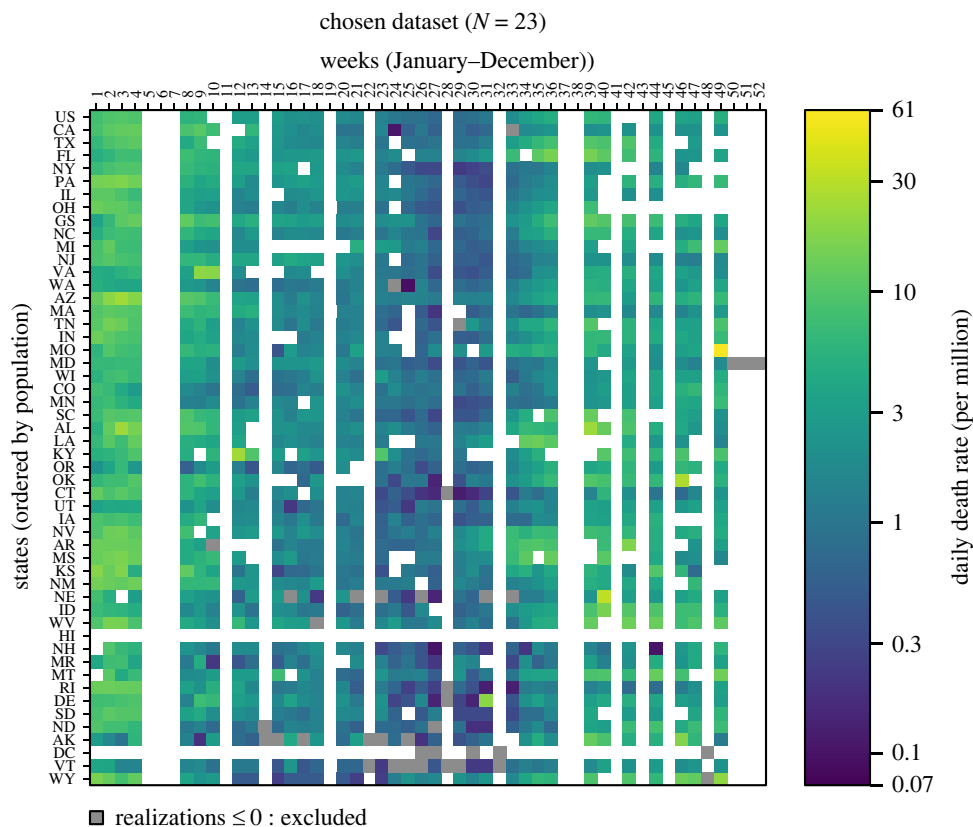 chosen dataset (N = 23)
weeks (January–December))
1 2 3 4 5 6 7 8 9 10 11 12 13 14 15 16 17 18 19 20 21 22 23 24 25 26 27 28 29 30 31 32 33 34 35 36 37 38 39 40 41 42 43 44 45 46 47 48 49 50 51 52
states (ordered by population)
US
CA
TX
FL
NY
PA
IL
OH
GS
NC
MI
NJ
VA
WA
AZ
MA
TN
IN
MO
MD
WI
CO
MN
SC
AL
LA
KY
OR
OK
CT
UT
IA
NV
AR
MS
KS
NM
NE
ID
WV
HI
NH
MR
MT
RI
DE
SD
ND
AK
DC
VT
WY
61
30
10
3
1
0.3
0.1
0.07
daily death rate (per million)
realizations ≤ 0 : excluded